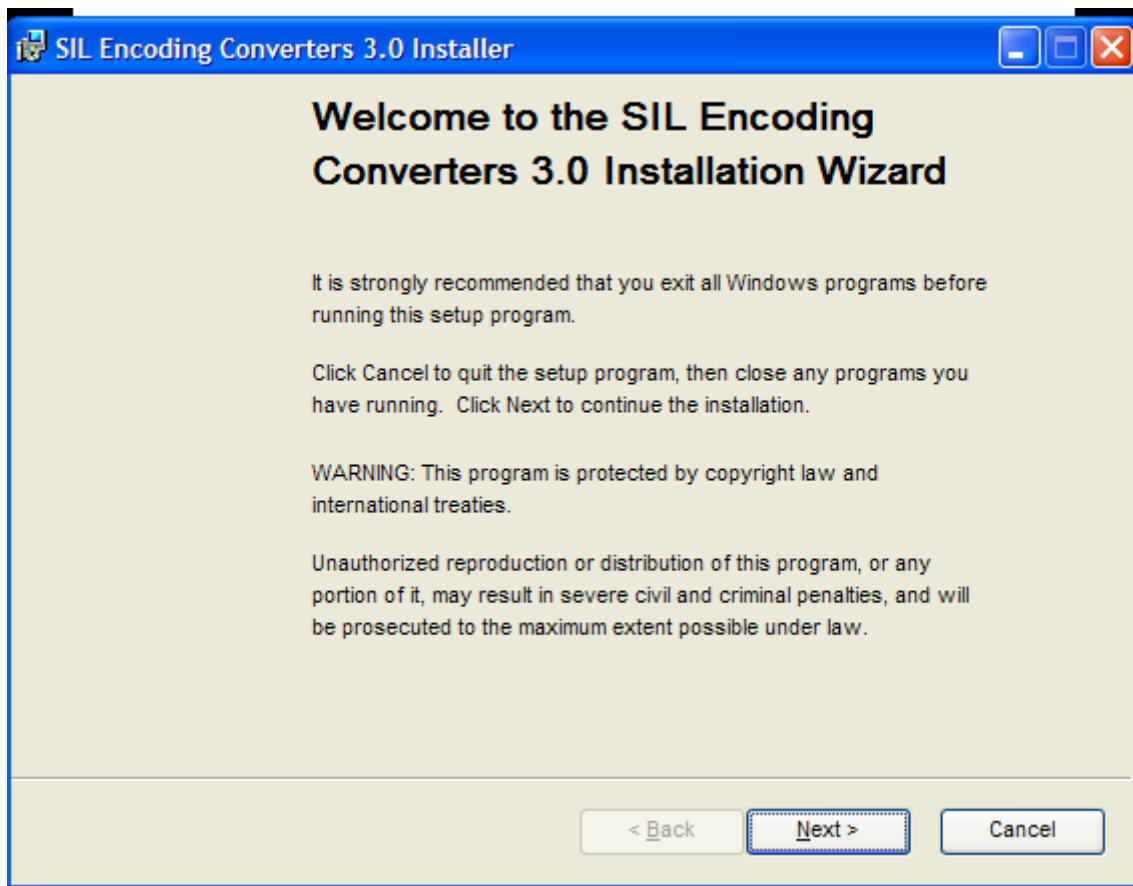 SIL Encoding Converters 3.0 Installer
Welcome to the SIL Encoding
Converters 3.0 Installation Wizard
It is strongly recommended that you exit all Windows programs before
running this setup program.
Click Cancel to quit the setup program, then close any programs you
have running.  Click Next to continue the installation.
WARNING: This program is protected by copyright law and
international treaties.
Unauthorized reproduction or distribution of this program, or any
portion of it, may result in severe civil and criminal penalties, and will
be prosecuted to the maximum extent possible under law.
< Back Next > Cancel